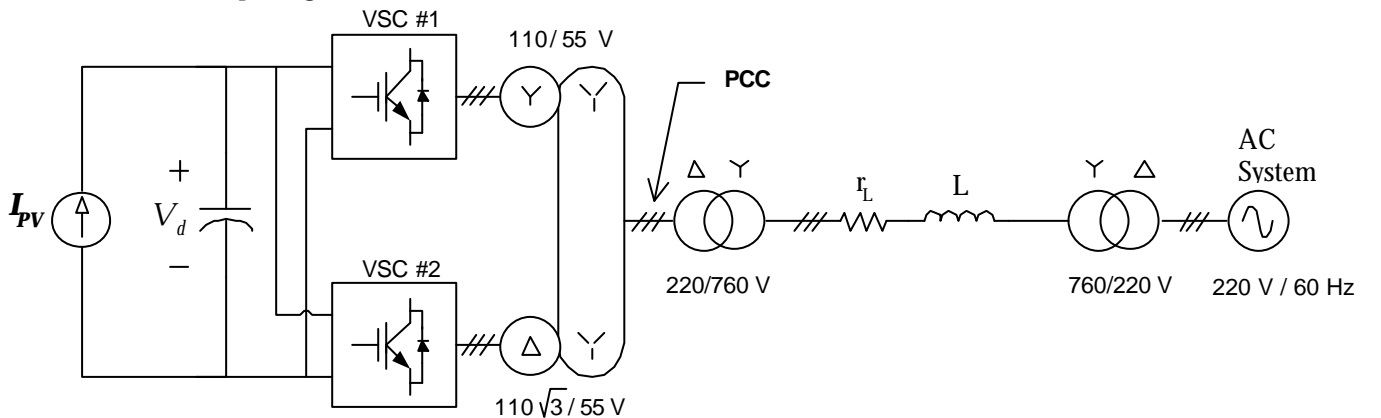 VSC #1
110/55 V
PCC
AC
System
I_PV
+
V_d
−
r_L
L
VSC #2
220/760 V
760/220 V
220 V / 60 Hz
110√3/55 V